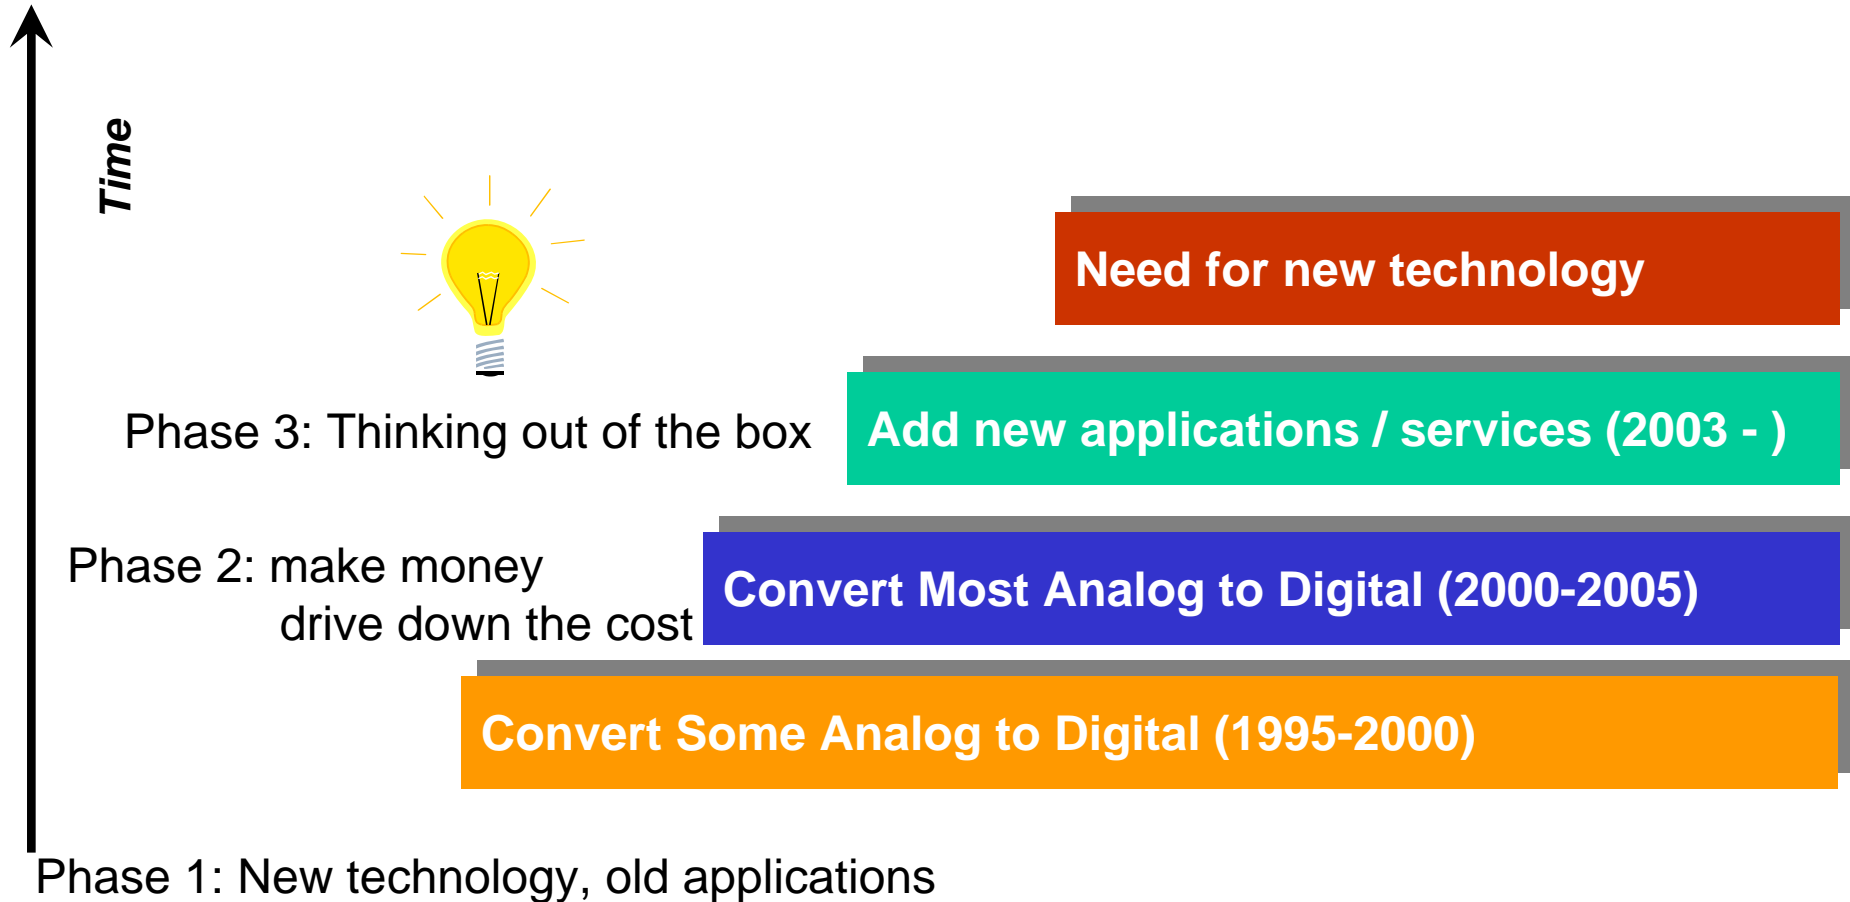 Time
Need for new technology
Phase 3: Thinking out of the box
Add new applications / services (2003 - )
Phase 2: make money
drive down the cost
Convert Most Analog to Digital (2000-2005)
Convert Some Analog to Digital (1995-2000)
Phase 1: New technology, old applications